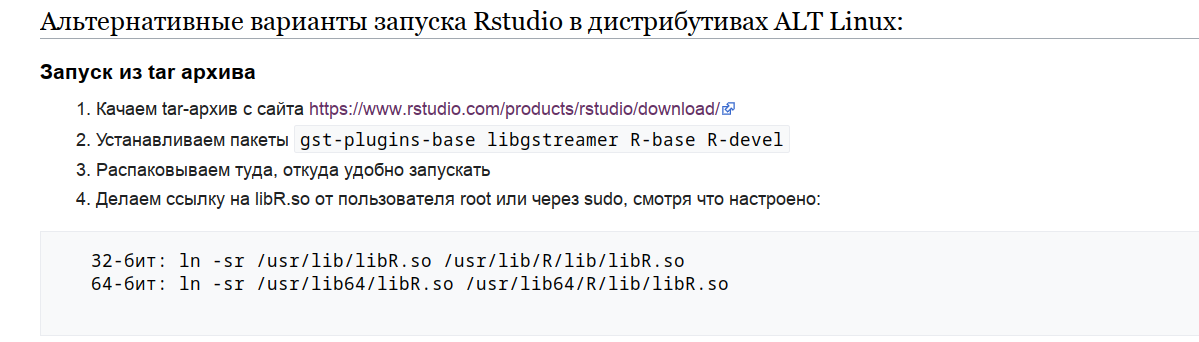 Альтернативные варианты запуска Rstudio в дистрибутивах ALT Linux:
Запуск из tar архива
1. Качаем tar-архив с сайта https://www.rstudio.com/products/rstudio/download/
2. Устанавливаем пакеты gst-plugins-base libgstreamer R-base R-devel
3. Распаковываем туда, откуда удобно запускать
4. Делаем ссылку на libR.so от пользователя root или через sudo, смотря что настроено:
32-бит: ln -sr /usr/lib/libR.so /usr/lib/R/lib/libR.so
64-бит: ln -sr /usr/lib64/libR.so /usr/lib64/R/lib/libR.so